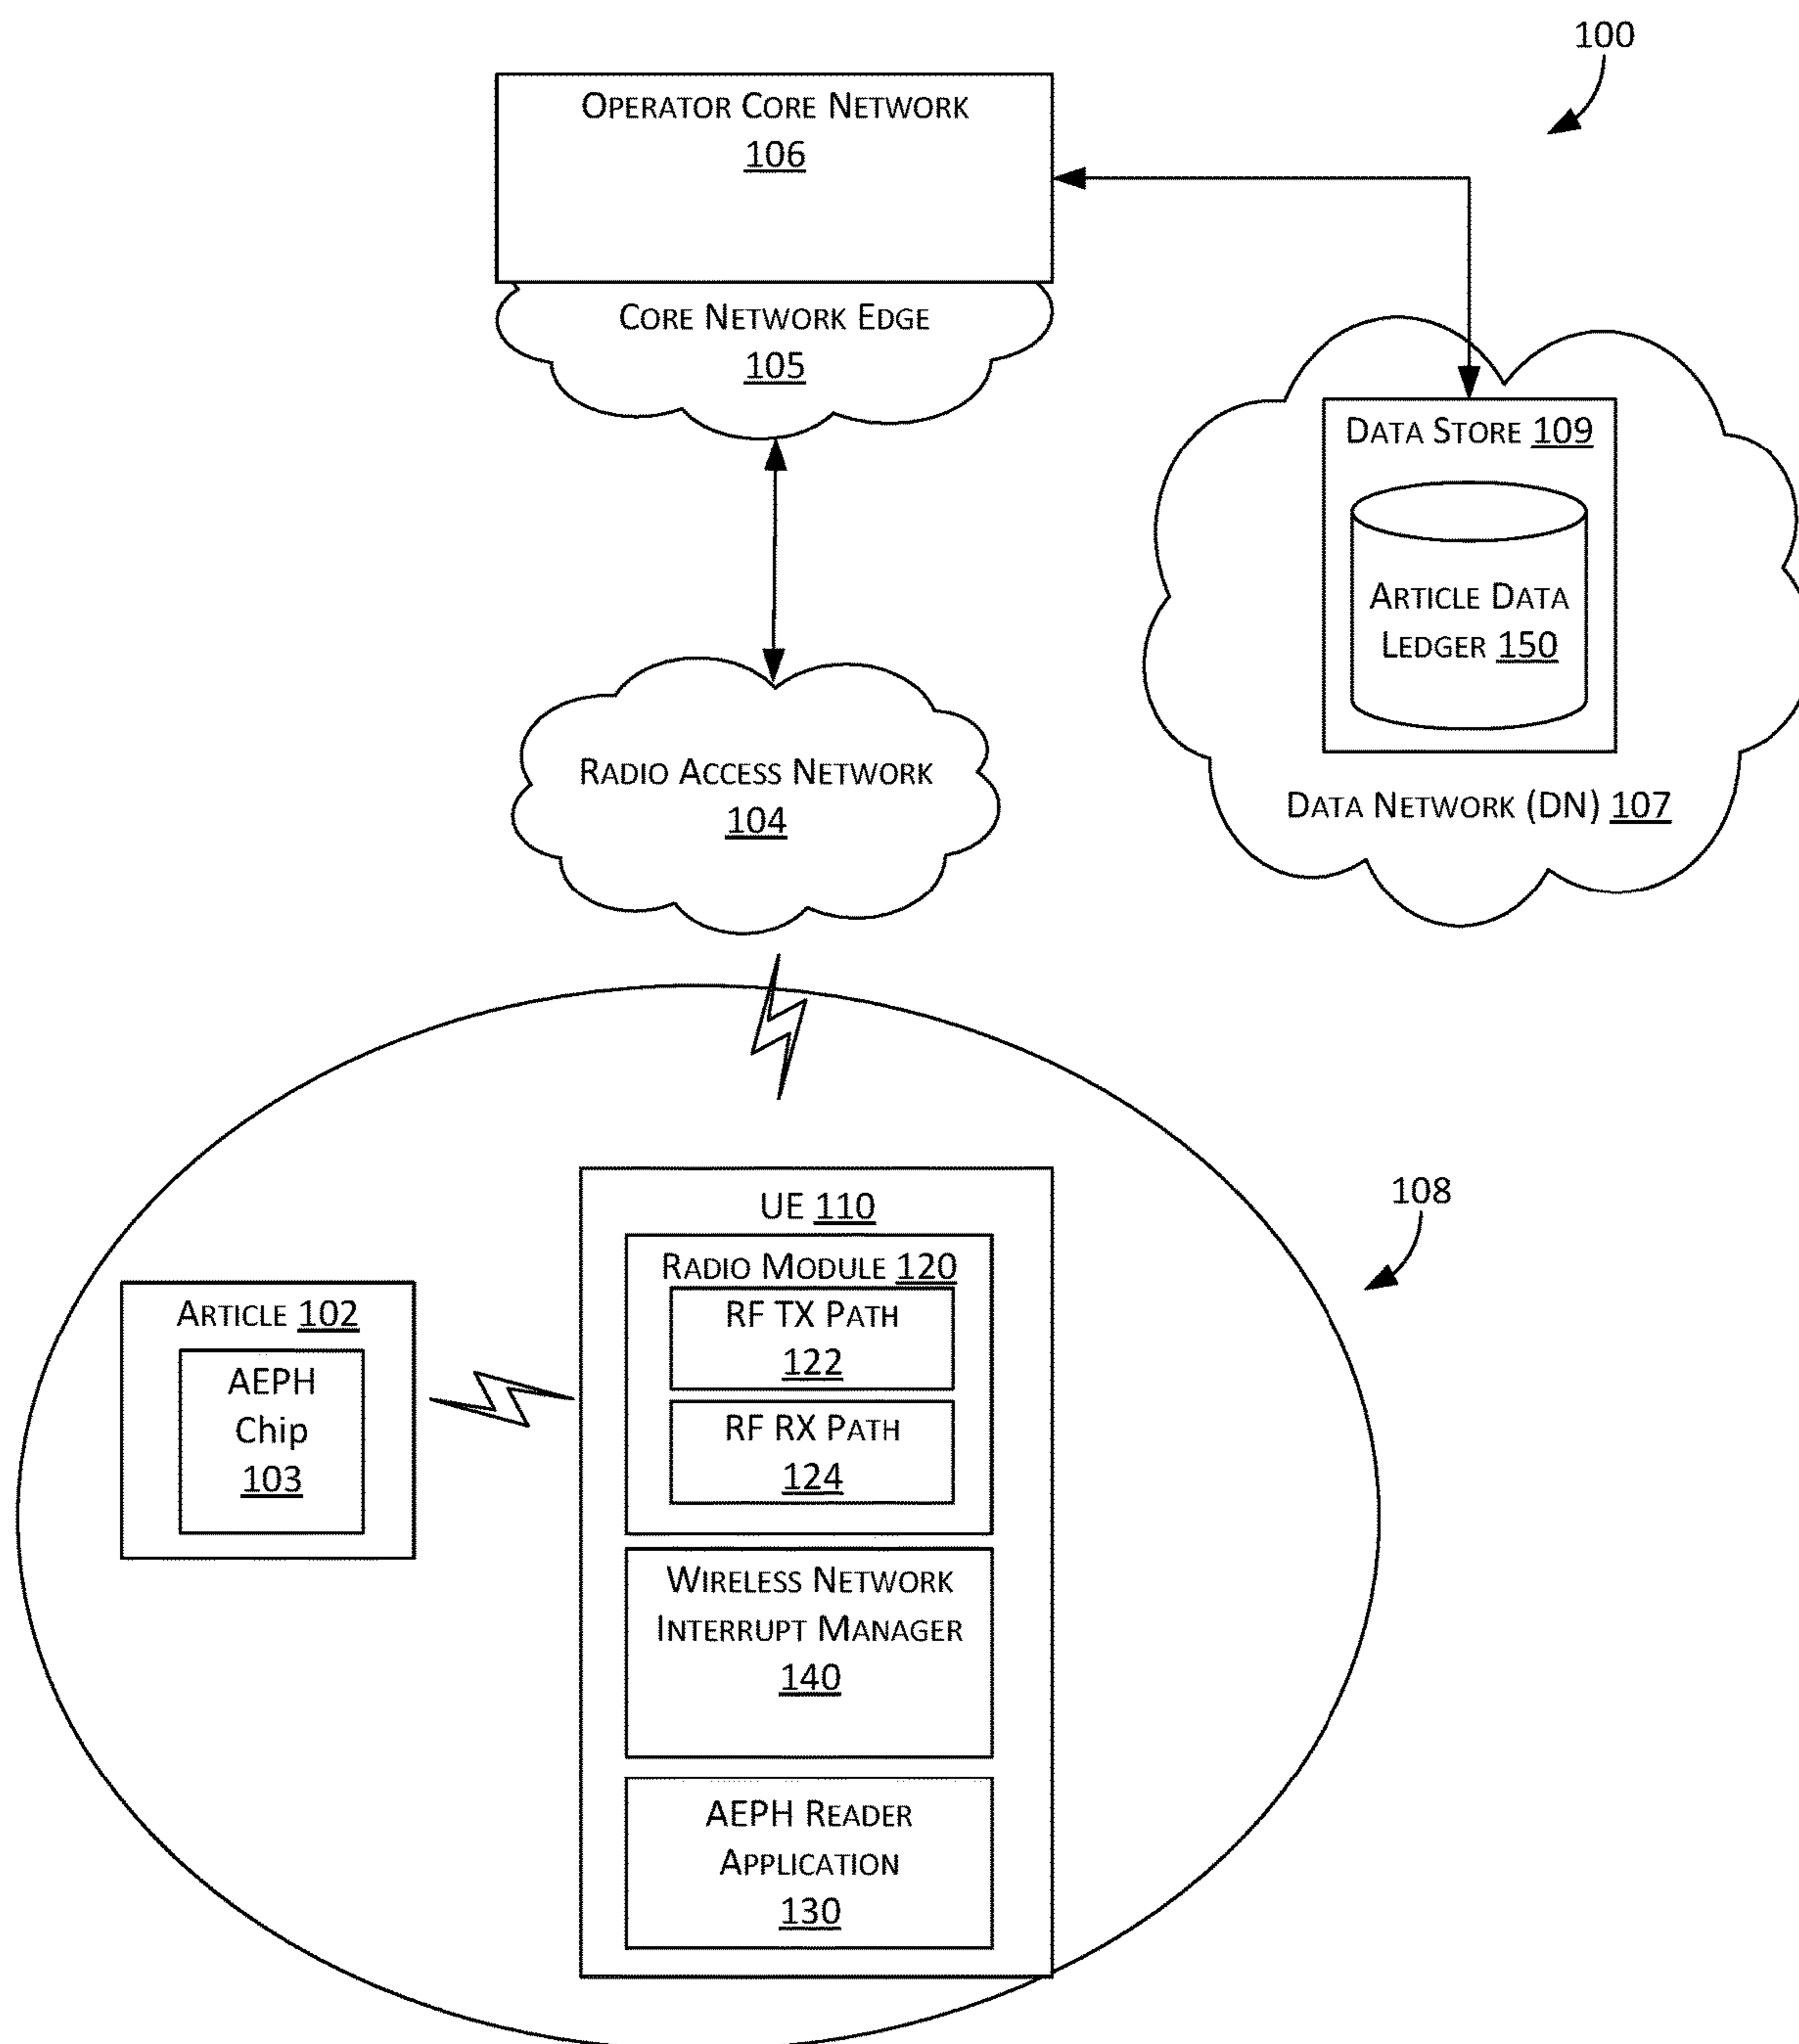 100
OPERATOR CORE NETWORK
106
CORE NETWORK EDGE
105
DATA STORE 109
ARTICLE DATA
LEDGER 150
DATA NETWORK (DN) 107
RADIO ACCESS NETWORK
104
108
UE 110
RADIO MODULE 120
RF TX PATH
122
RF RX PATH
124
ARTICLE 102
AEPH
Chip
103
WIRELESS NETWORK
INTERRUPT MANAGER
140
AEPH READER
APPLICATION
130